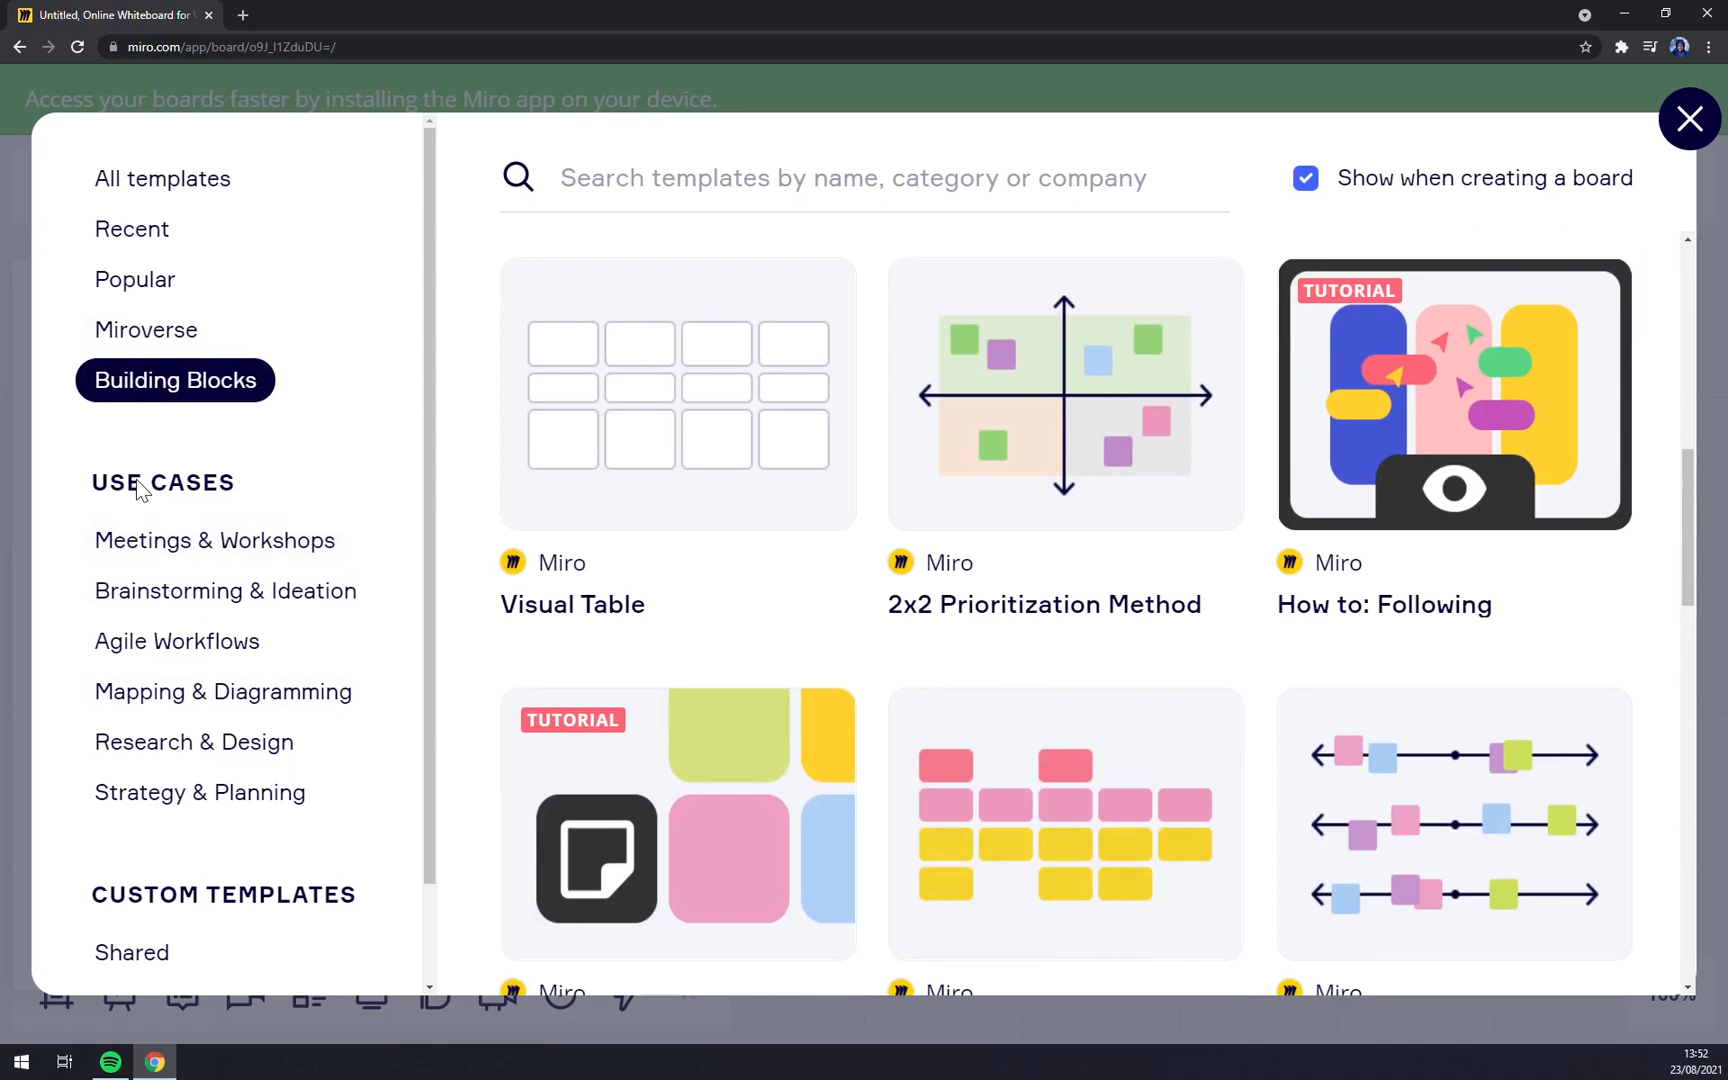 Untitled, Online Whiteboard for
miro.com/app/board/o9J_l1ZduDU=/
Access your boards faster by installing the Miro app on your device.
All templates
Recent
Popular
Miroverse
Building Blocks
USE CASES
Meetings & Workshops
Brainstorming & Ideation
Agile Workflows
Mapping & Diagramming
Research & Design
Strategy & Planning
CUSTOM TEMPLATES
Shared
Search templates by name, category or company
Show when creating a board
TUTORIAL
Miro
Visual Table
Miro
2x2 Prioritization Method
Miro
How to: Following
TUTORIAL
Miro
Miro
Miro
100%
13:52
23/08/2021